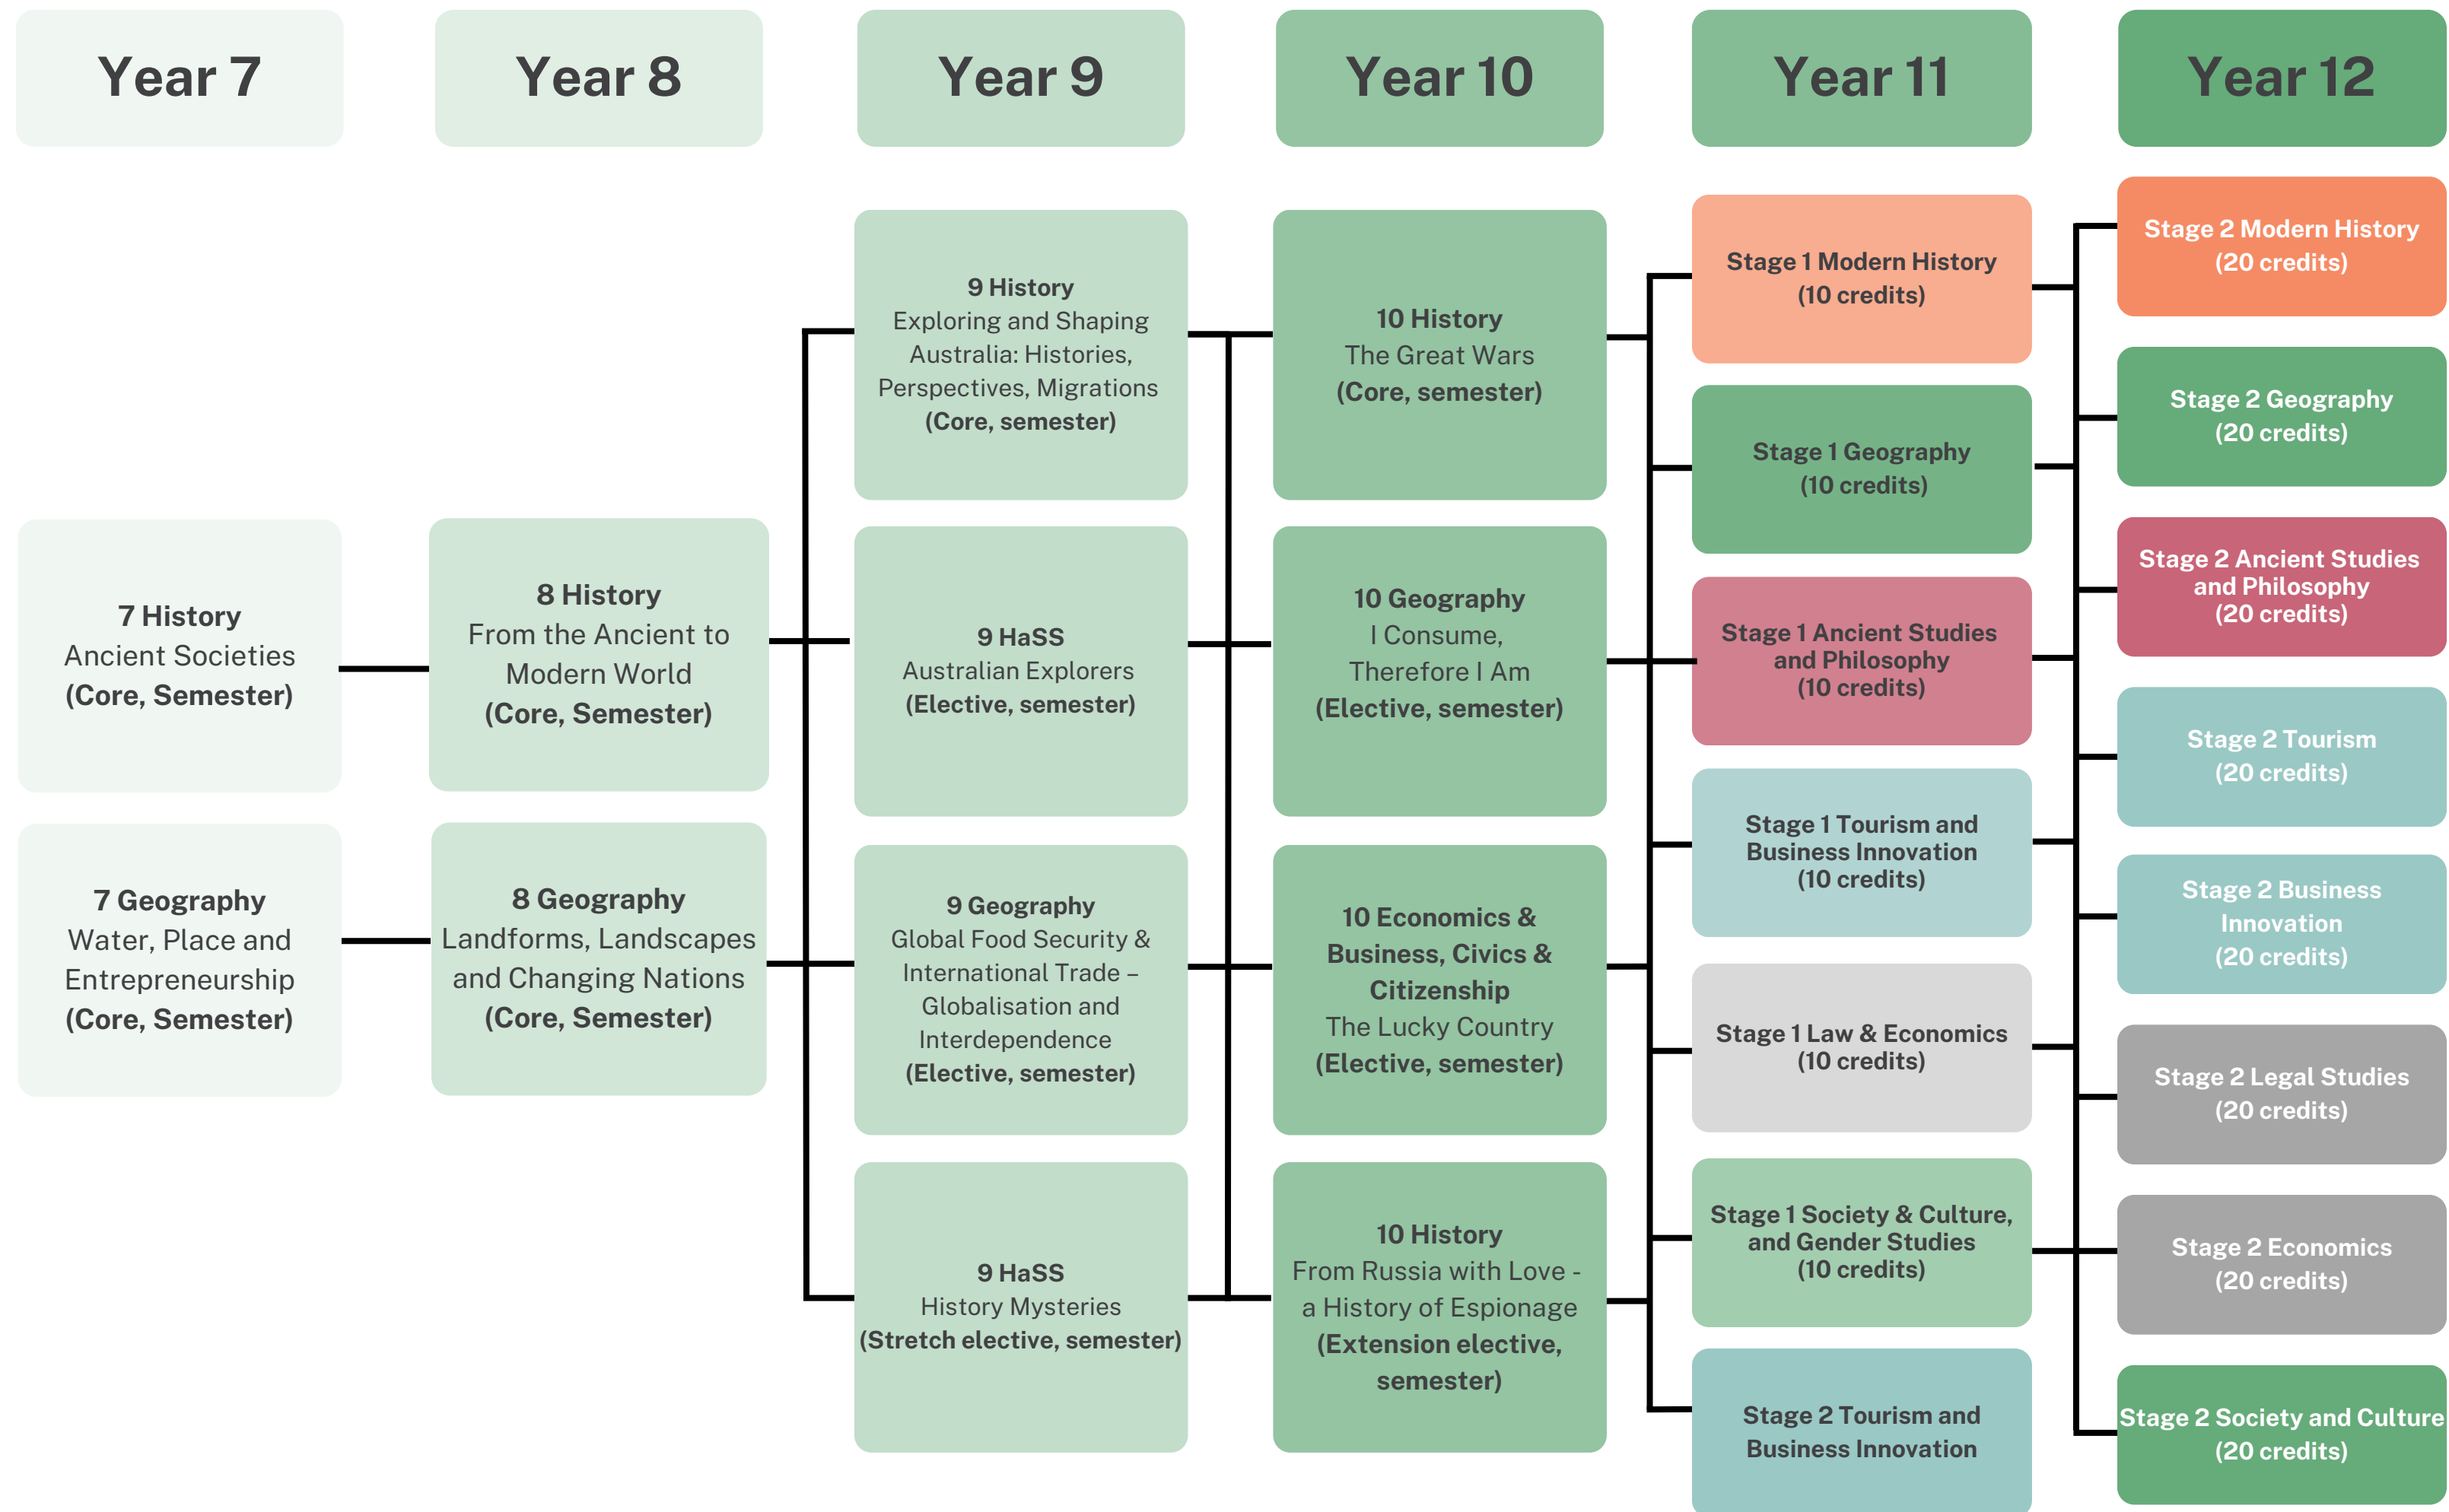 Year 7
Year 8
Year 9
Year 10
Year 11
Year 12
7 History
Ancient Societies
(Core, Semester)
7 Geography
Water, Place and
Entrepreneurship
(Core, Semester)
8 History
From the Ancient to
Modern World
(Core, Semester)
8 Geography
Landforms, Landscapes
and Changing Nations
(Core, Semester)
9 History
Exploring and Shaping
Australia: Histories,
Perspectives, Migrations
(Core, semester)
9 HaSS
Australian Explorers
(Elective, semester)
9 Geography
Global Food Security &
International Trade –
Globalisation and
Interdependence
(Elective, semester)
9 HaSS
History Mysteries
(Stretch elective, semester)
10 History
The Great Wars
(Core, semester)
10 Geography
I Consume,
Therefore I Am
(Elective, semester)
10 Economics &
Business, Civics &
Citizenship
The Lucky Country
(Elective, semester)
10 History
From Russia with Love -
a History of Espionage
(Extension elective,
semester)
Stage 1 Modern History
(10 credits)
Stage 1 Geography
(10 credits)
Stage 1 Ancient Studies
and Philosophy
(10 credits)
Stage 1 Tourism and
Business Innovation
(10 credits)
Stage 1 Law & Economics
(10 credits)
Stage 1 Society & Culture,
and Gender Studies
(10 credits)
Stage 2 Tourism and
Business Innovation
Stage 2 Modern History
(20 credits)
Stage 2 Geography
(20 credits)
Stage 2 Ancient Studies
and Philosophy
(20 credits)
Stage 2 Tourism
(20 credits)
Stage 2 Business
Innovation
(20 credits)
Stage 2 Legal Studies
(20 credits)
Stage 2 Economics
(20 credits)
Stage 2 Society and Culture
(20 credits)